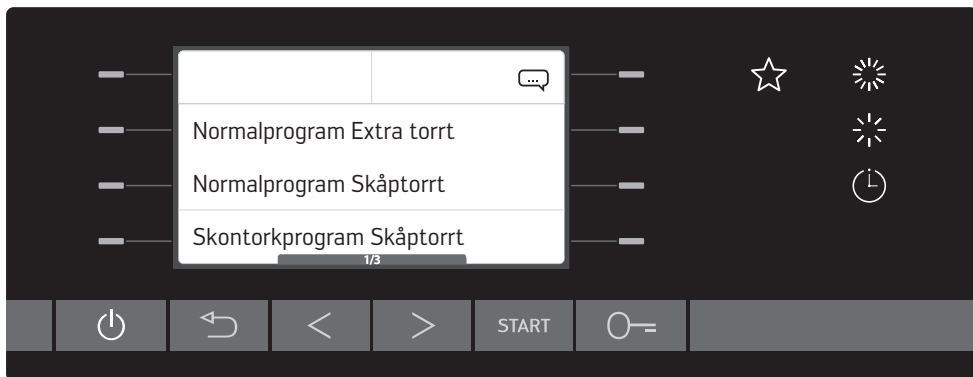 Normalprogram Extra torrt
Normalprogram Skåptorrt
Skontorkprogram Skåptorrt
1/3
START